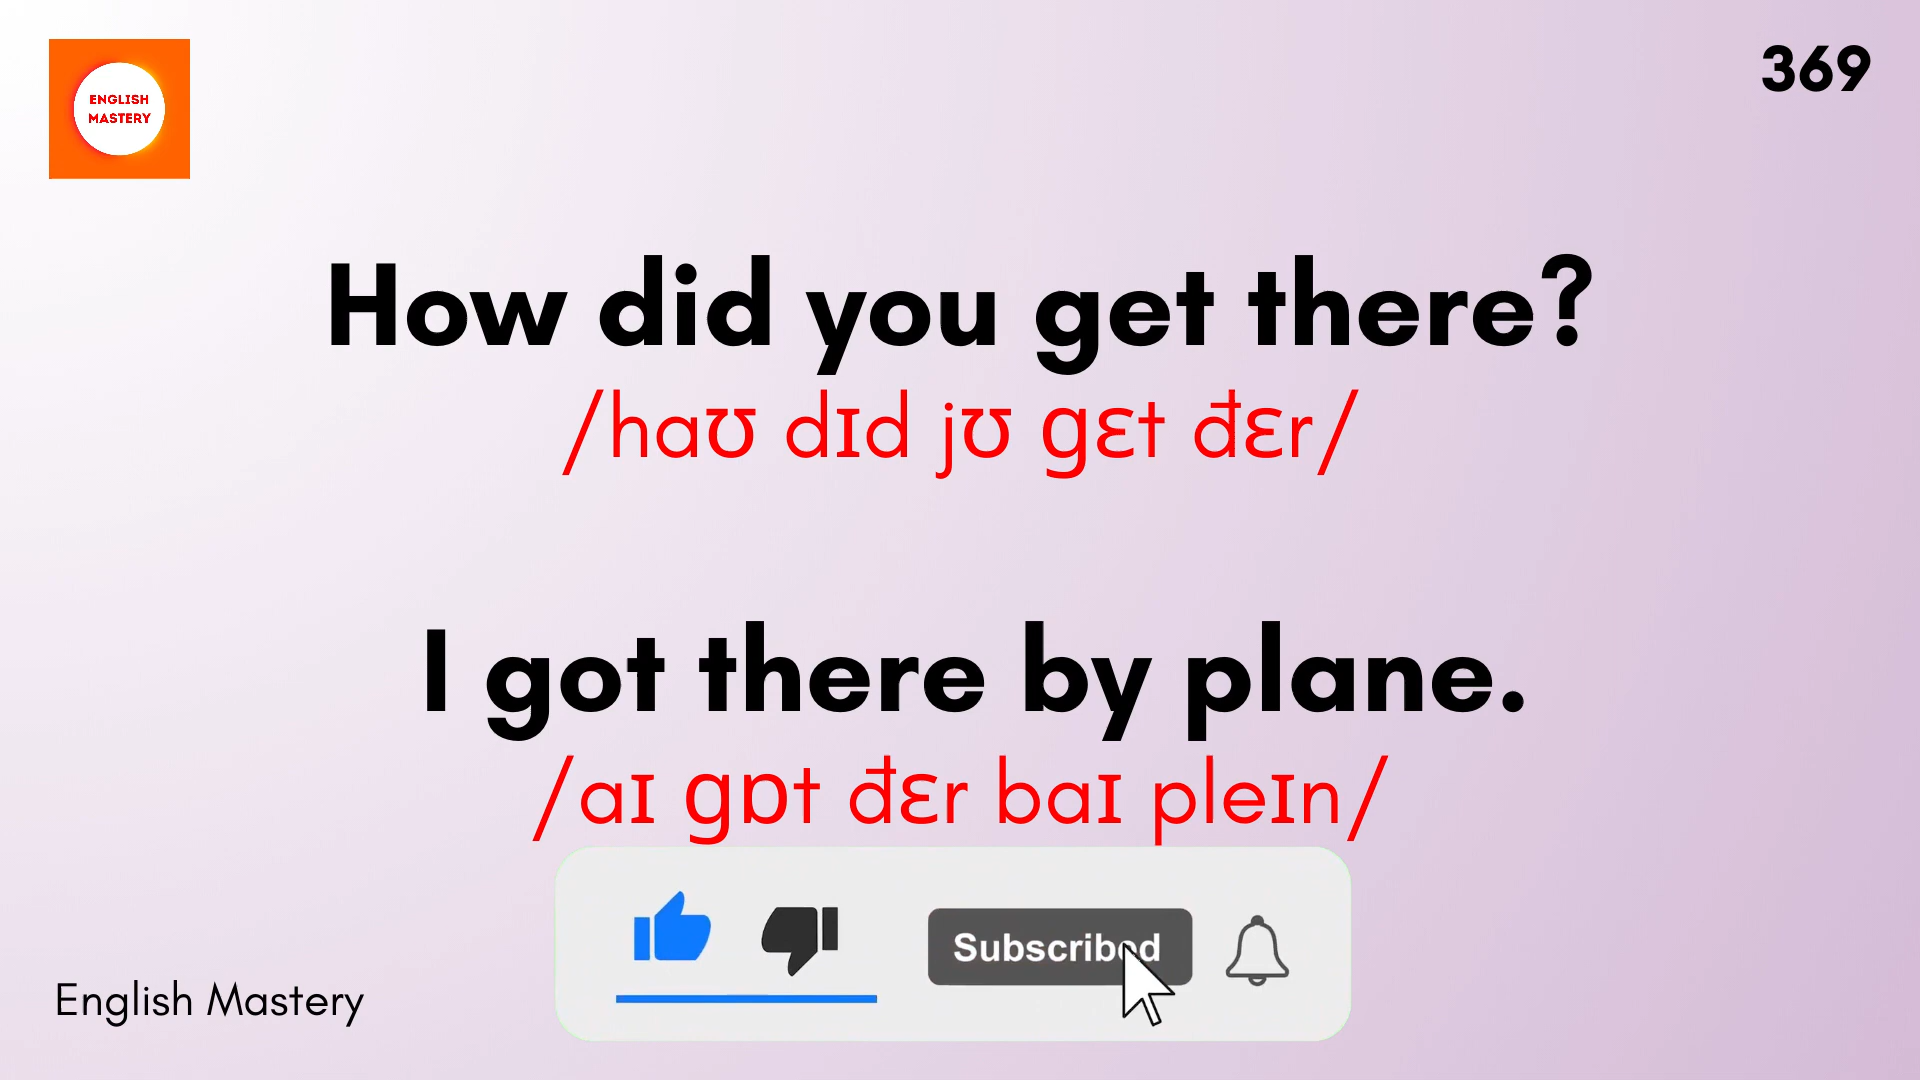 ENGLISH
MASTERY
369
How did you get there?
/haʊ dɪd jʊ gɛt đɛr/
I got there by plane.
/aɪ gɒt đɛr baɪ pleɪn/
Subscribed
English Mastery